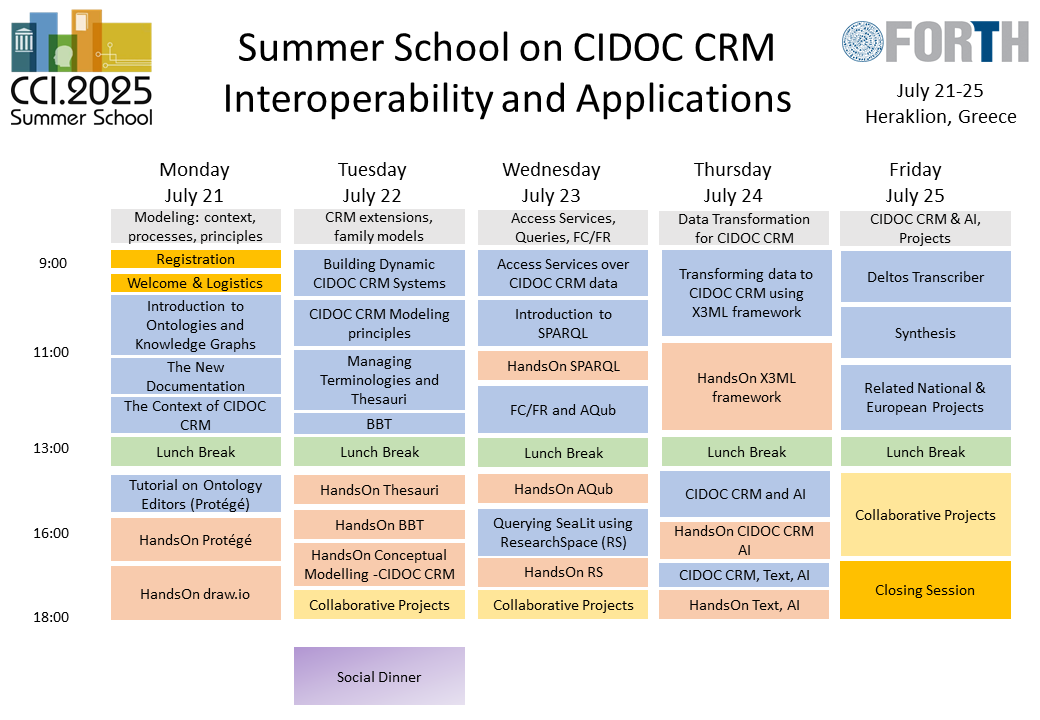 CCI.2025
Summer School
Summer School on CIDOC CRM
Interoperability and Applications
FORTH
July 21-25
Heraklion, Greece
Monday
July 21
Tuesday
July 22
Wednesday
July 23
Thursday
July 24
Friday
July 25
Modeling: context,
processes, principles
CRM extensions,
family models
Access Services,
Queries, FC/FR
Data Transformation
for CIDOC CRM
CIDOC CRM & AI,
Projects
9:00
11:00
13:00
16:00
18:00
Registration
Welcome & Logistics
Introduction to
Ontologies and
Knowledge Graphs
The New
Documentation
The Context of CIDOC
CRM
Lunch Break
Tutorial on Ontology
Editors (Protégé)
HandsOn Protégé
HandsOn draw.io
Building Dynamic
CIDOC CRM Systems
CIDOC CRM Modeling
principles
Managing
Terminologies and
Thesauri
BBT
Lunch Break
HandsOn Thesauri
HandsOn BBT
HandsOn Conceptual
Modelling -CIDOC CRM
Collaborative Projects
Social Dinner
Access Services over
CIDOC CRM data
Introduction to
SPARQL
HandsOn SPARQL
FC/FR and AQub
Lunch Break
HandsOn AQub
Querying SeaLit using
ResearchSpace (RS)
HandsOn RS
Collaborative Projects
Transforming data to
CIDOC CRM using
X3ML framework
HandsOn X3ML
framework
Lunch Break
CIDOC CRM and AI
HandsOn CIDOC CRM
AI
CIDOC CRM, Text, AI
HandsOn Text, AI
Deltos Transcriber
Synthesis
Related National &
European Projects
Lunch Break
Collaborative Projects
Closing Session